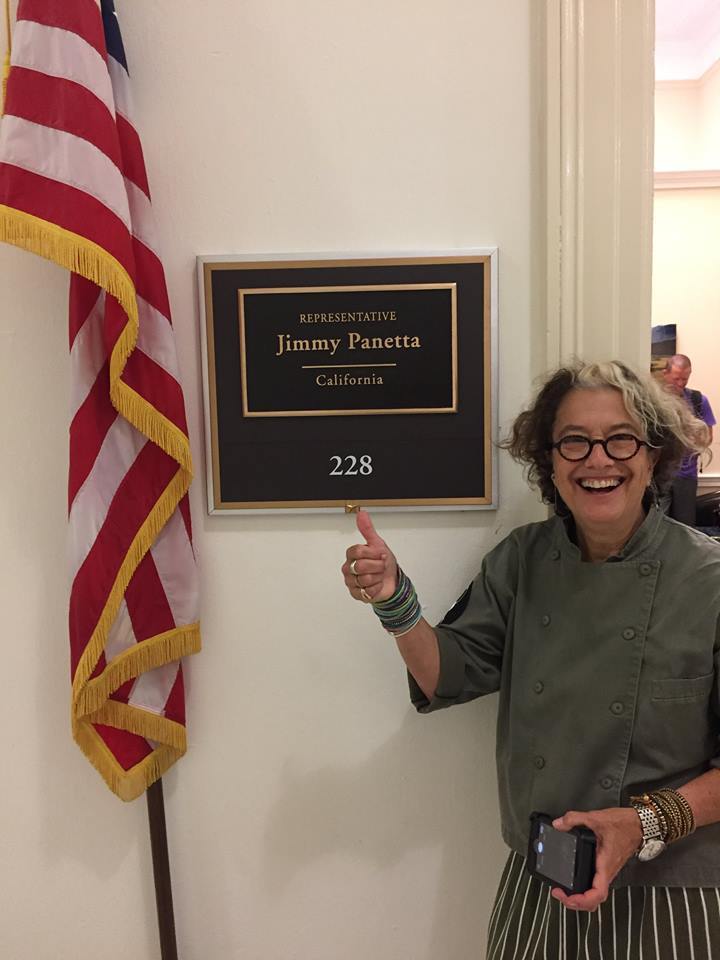 REPRESENTATIVE
Jimmy Panetta
California
228